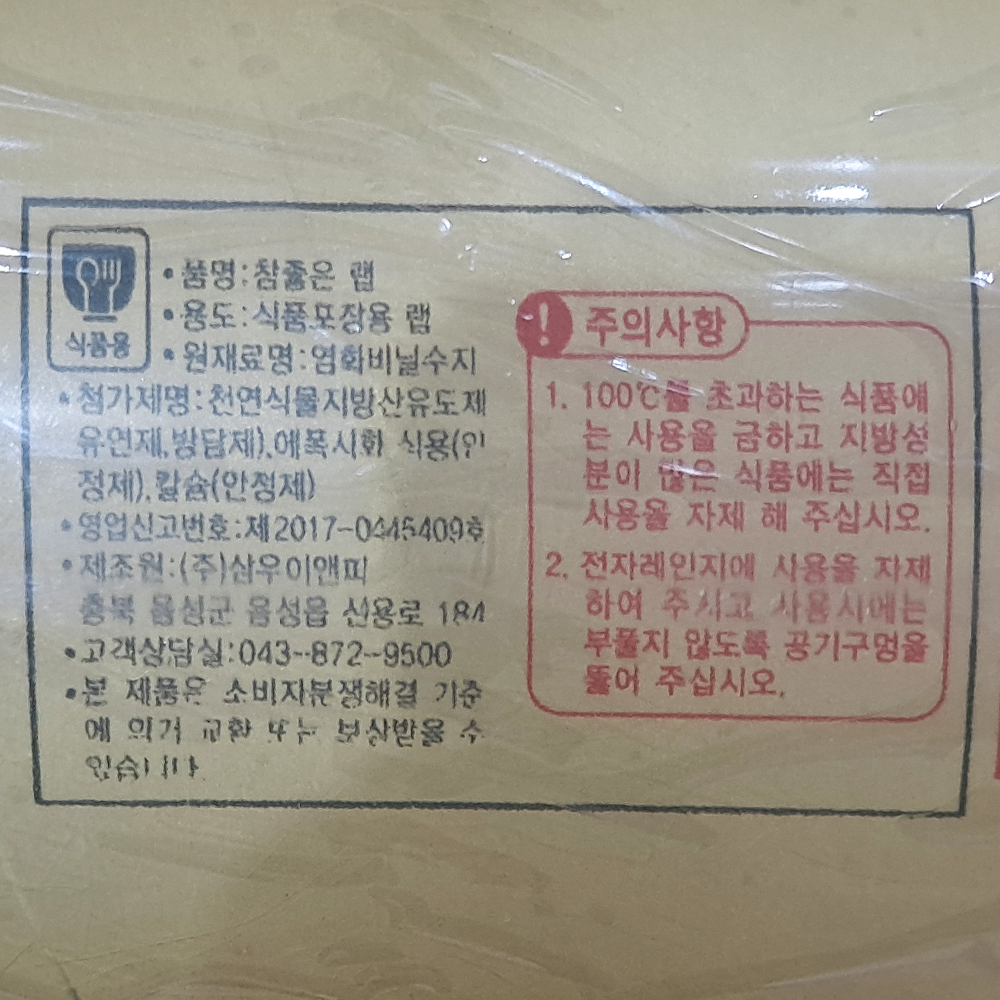 식품용
• 품명:참좋은 랩
• 용도:식품포장용 랩
• 원재료명:염화비닐수지
• 첨가제명:천연식물지방산유도제
유연제,방담제),에폭시화 식용(안
정제),칼슘(안정제)
• 영업신고번호:제2017-0445409호
• 제조원:(주)삼우이앤피
충북 음성군 음성읍 신용로 184
• 고객상담실:043-872-9500
• 본 제품은 소비자분쟁해결 기준
에 의거 교환 또는 보상받을 수
있습니다
! 주의사항
1. 100℃를 초과하는 식품에
는 사용을 금하고 지방성
분이 많은 식품에는 직접
사용을 자제 해 주십시오.
2. 전자레인지에 사용을 자제
하여 주시고 사용시에는
부풀지 않도록 공기구멍을
뚫어 주십시오.